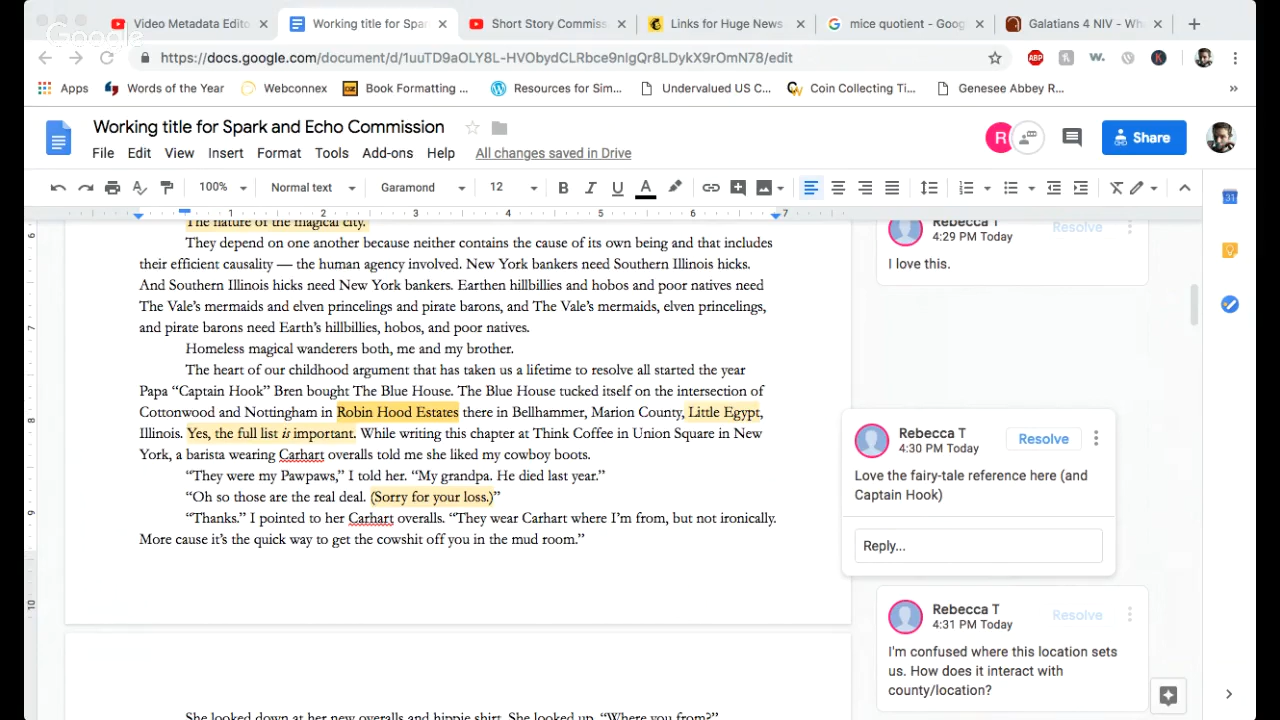 Google
Video Metadata Edito
Working title for Spar
Short Story Commiss
Links for Huge News
mice quotient - Goog
Galatians 4 NIV - Wh
https://docs.google.com/document/d/1uuTD9aOLY8L-HVObydCLRbce9nIgQr8LDykX9rOmN78/edit
ABP
w.
K
Apps
Words of the Year
Webconnex
Book Formatting ...
Resources for Sim...
Undervalued US C...
Coin Collecting Ti...
Genesee Abbey R...
»
Working title for Spark and Echo Commission
R
Share
File Edit View Insert Format Tools Add-ons Help All changes saved in Drive
100% Normal text Garamond 12 B I U A
1 2 3 4 5 6 7
31
6
7
8
9
10
The nature of the magical city.
They depend on one another because neither contains the cause of its own being and that includes
their efficient causality — the human agency involved. New York bankers need Southern Illinois hicks.
And Southern Illinois hicks need New York bankers. Earthen hillbillies and hobos and poor natives need
The Vale's mermaids and elven princelings and pirate barons, and The Vale's mermaids, elven princelings,
and pirate barons need Earth's hillbillies, hobos, and poor natives.
Homeless magical wanderers both, me and my brother.
The heart of our childhood argument that has taken us a lifetime to resolve all started the year
Papa “Captain Hook” Bren bought The Blue House. The Blue House tucked itself on the intersection of
Cottonwood and Nottingham in Robin Hood Estates there in Bellhammer, Marion County, Little Egypt,
Illinois. Yes, the full list is important. While writing this chapter at Think Coffee in Union Square in New
York, a barista wearing Carhart overalls told me she liked my cowboy boots.
“They were my Pawpaws,” I told her. “My grandpa. He died last year.”
“Oh so those are the real deal. (Sorry for your loss.)”
“Thanks.” I pointed to her Carhart overalls. “They wear Carhart where I'm from, but not ironically.
More cause it's the quick way to get the cowshit off you in the mud room.”
She looked down at her new overalls and hippie shirt. She looked up. “Where you from?”
Rebecca T
4:29 PM Today
Resolve
I love this.
Rebecca T
4:30 PM Today
Resolve
Love the fairy-tale reference here (and
Captain Hook)
Reply...
Rebecca T
4:31 PM Today
Resolve
I'm confused where this location sets
us. How does it interact with
county/location?